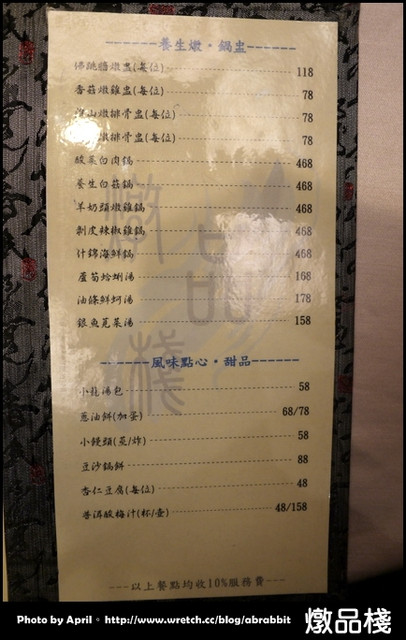 ------養生燉·鍋盅------
佛跳牆燉盅(每位) 118
香菇燉雞盅(每位) 78
山燉排骨盅(每位) 78
燉排骨盅(每位) 78
酸菜白肉鍋 468
養生白菇鍋 468
羊奶頭燉雞鍋 468
剝皮辣椒雞鍋 468
什錦海鮮鍋 468
蘆筍蛤蜊湯 168
油條鮮蚵湯 178
銀魚莧菜湯 158
------風味點心·甜品------
小籠湯包 58
蔥油餅(加蛋) 68/78
小饅頭(蒸/炸) 58
豆沙鍋餅 88
杏仁豆腐(每位) 48
普洱酸梅汁(杯/壺) 48/158
---以上餐點均收10%服務費---
燉品棧
Photo by April。http://www.wretch.cc/blog/abrabbit 燉品棧